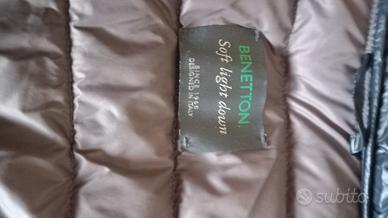 BENETTON.
Soft light down
SINCE 1965
DESIGNED IN ITALY
subito